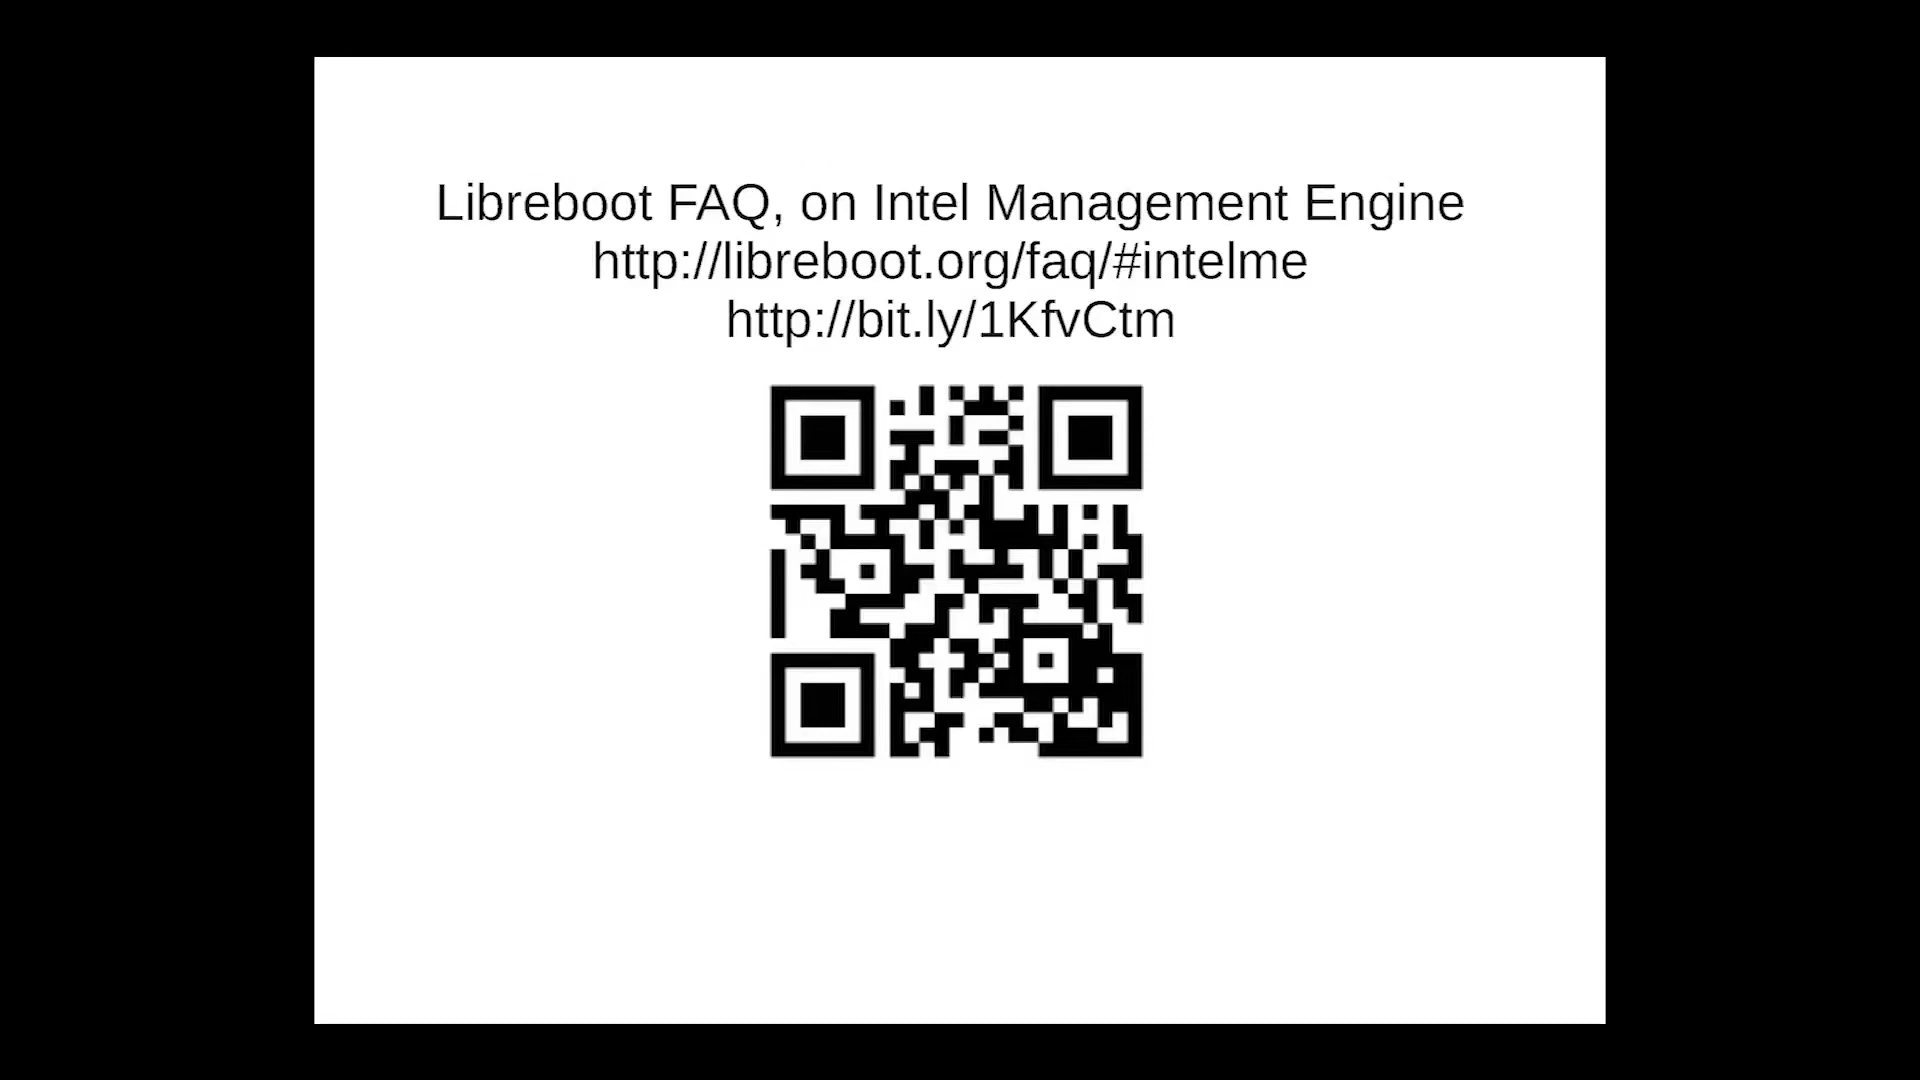 Libreboot FAQ, on Intel Management Engine
http://libreboot.org/faq/#intelme
http://bit.ly/1KfvCtm